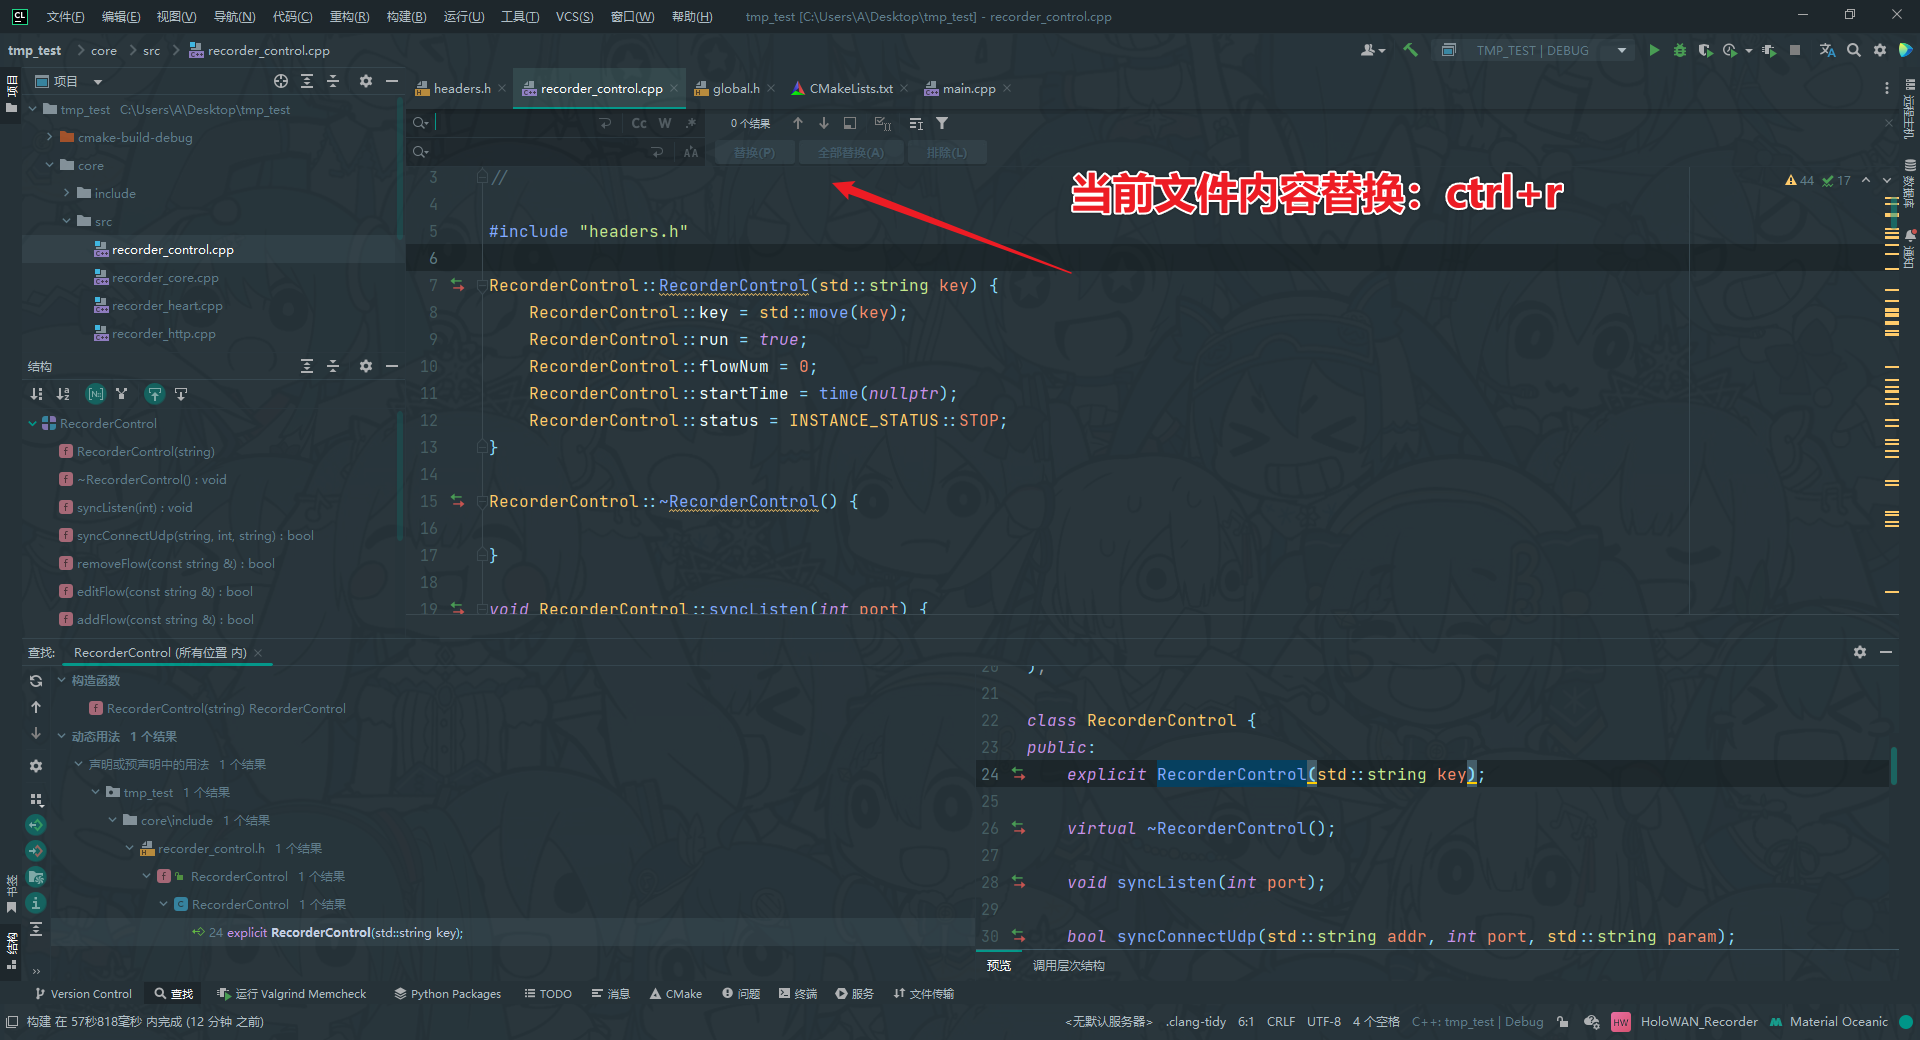 CL 文件(F) 编辑(E) 视图(V) 导航(N) 代码(C) 重构(R) 构建(B) 运行(U) 工具(T) VCS(S) 窗口(W) 帮助(H) tmp_test [C:\Users\A\Desktop\tmp_test] - recorder_control.cpp
tmp_test core src recorder_control.cpp
TMP_TEST | DEBUG
项目
项目
tmp_test C:\Users\A\Desktop\tmp_test
cmake-build-debug
core
include
src
recorder_control.cpp
recorder_core.cpp
recorder_heart.cpp
recorder_http.cpp
结构
RecorderControl
RecorderControl(string)
~RecorderControl() : void
syncListen(int) : void
syncConnectUdp(string, int, string) : bool
removeFlow(const string &) : bool
editFlow(const string &) : bool
addFlow(const string &) : bool
headers.h recorder_control.cpp global.h CMakeLists.txt main.cpp
Cc W .* 0 个结果
替换(P) 全部替换(A) 排除(L)
当前文件内容替换：ctrl+r
44 17
3 //
4
5 #include "headers.h"
6
7 RecorderControl::RecorderControl(std::string key) {
8 RecorderControl::key = std::move(key);
9 RecorderControl::run = true;
10 RecorderControl::flowNum = 0;
11 RecorderControl::startTime = time(nullptr);
12 RecorderControl::status = INSTANCE_STATUS::STOP;
13 }
14
15 RecorderControl::~RecorderControl() {
16
17 }
18
19 void RecorderControl::syncListen(int port) {
远程主机
数据库
通知
查找: RecorderControl (所有位置 内)
构造函数
RecorderControl(string) RecorderControl
动态用法 1 个结果
声明或预声明中的用法 1 个结果
tmp_test 1 个结果
core\include 1 个结果
recorder_control.h 1 个结果
RecorderControl 1 个结果
RecorderControl 1 个结果
24 explicit RecorderControl(std::string key);
书签
结构
20 };
21
22 class RecorderControl {
23 public:
24 explicit RecorderControl(std::string key);
25
26 virtual ~RecorderControl();
27
28 void syncListen(int port);
29
30 bool syncConnectUdp(std::string addr, int port, std::string param);
预览 调用层次结构
Version Control 查找 运行 Valgrind Memcheck Python Packages TODO 消息 CMake 问题 终端 服务 文件传输
构建 在 57秒818毫秒 内完成 (12 分钟 之前)
<无默认服务器> .clang-tidy 6:1 CRLF UTF-8 4 个空格 C++: tmp_test | Debug HW HoloWAN_Recorder Material Oceanic